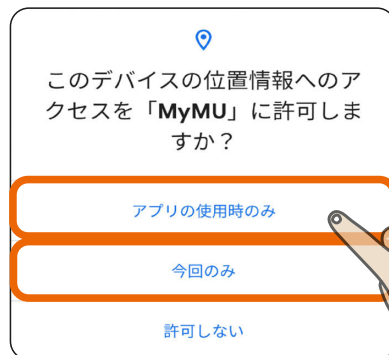 このデバイスの位置情報へのア
クセスを「MyMU」に許可しま
すか？
アプリの使用時のみ
今回のみ
許可しない